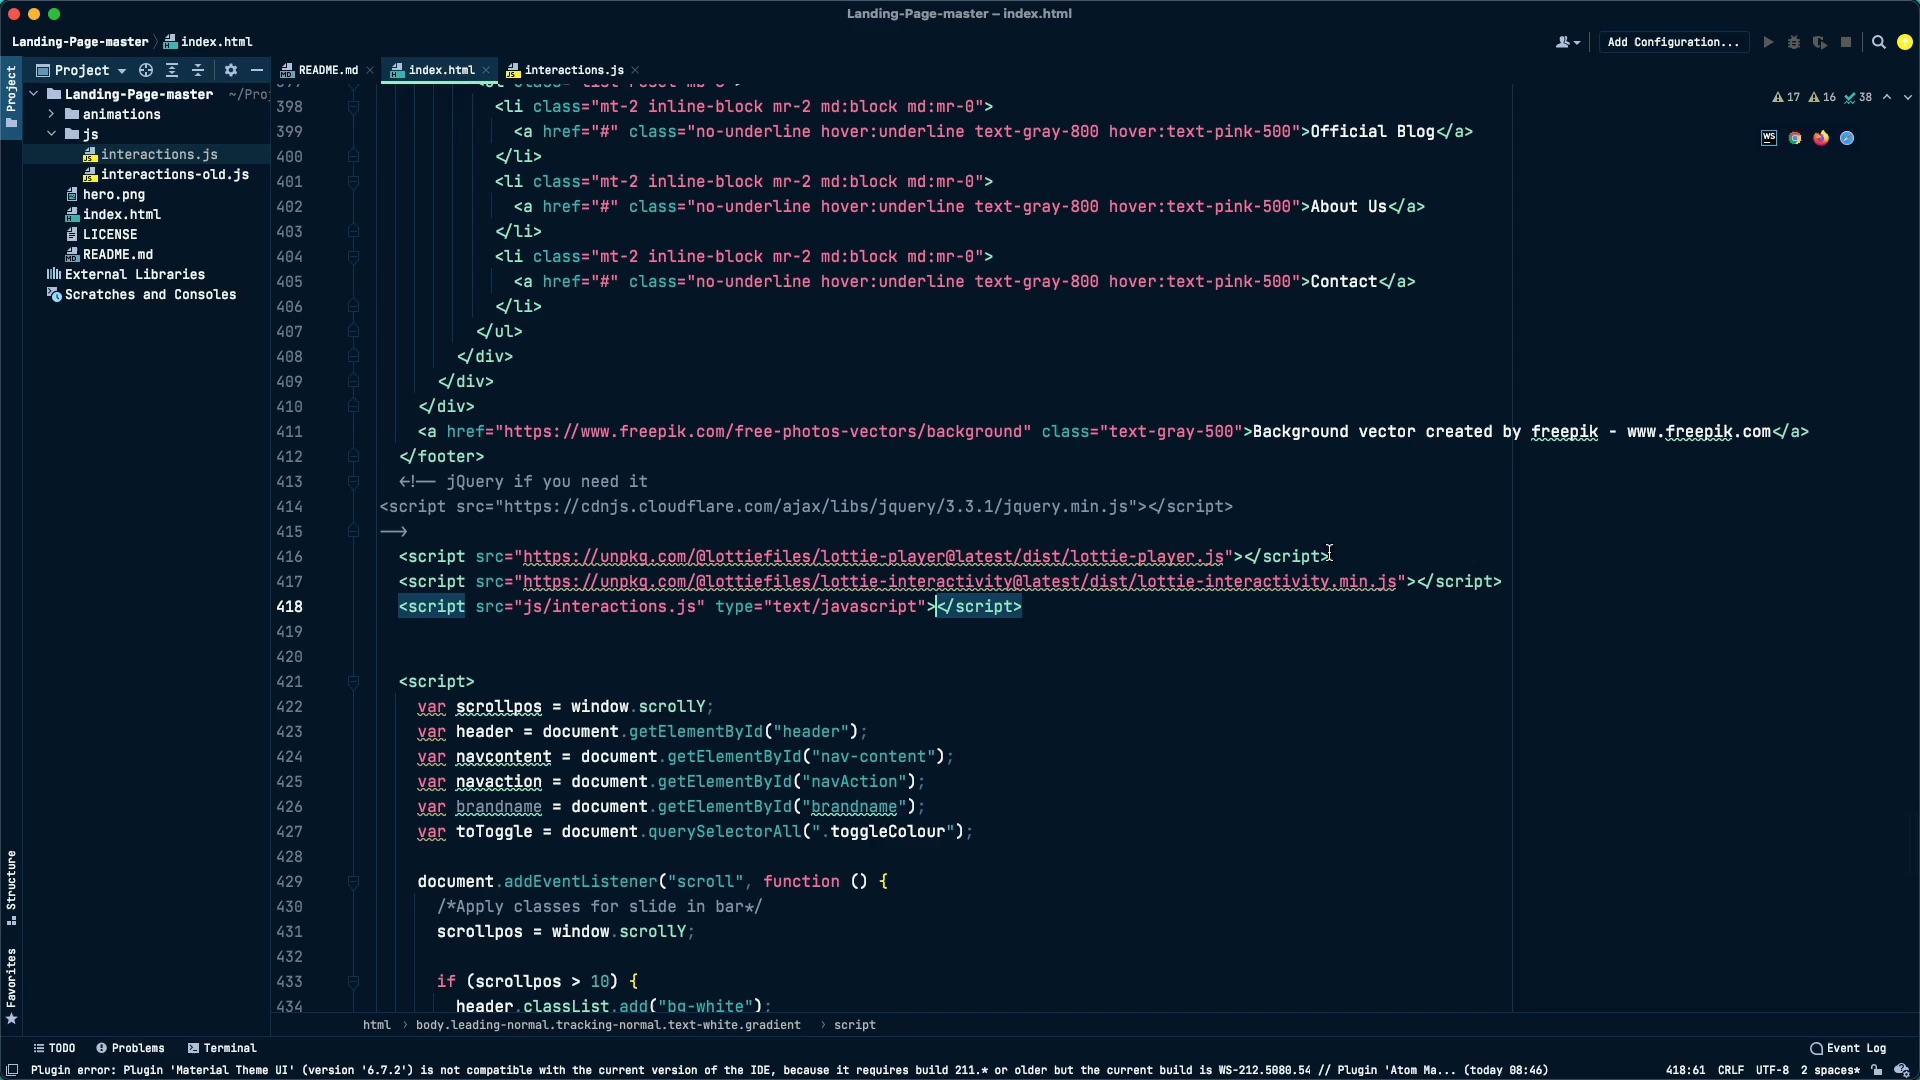 Landing-Page-master – index.html
Landing-Page-master 〉 index.html
Add Configuration...
Project
README.md
index.html
interactions.js
Project
Landing-Page-master ~/Pro
animations
js
interactions.js
interactions-old.js
hero.png
index.html
LICENSE
README.md
External Libraries
Scratches and Consoles
17 16 38
WS
398 <li class="mt-2 inline-block mr-2 md:block md:mr-0">
399 <a href="#" class="no-underline hover:underline text-gray-800 hover:text-pink-500">Official Blog</a>
400 </li>
401 <li class="mt-2 inline-block mr-2 md:block md:mr-0">
402 <a href="#" class="no-underline hover:underline text-gray-800 hover:text-pink-500">About Us</a>
403 </li>
404 <li class="mt-2 inline-block mr-2 md:block md:mr-0">
405 <a href="#" class="no-underline hover:underline text-gray-800 hover:text-pink-500">Contact</a>
406 </li>
407 </ul>
408 </div>
409 </div>
410 </div>
411 <a href="https://www.freepik.com/free-photos-vectors/background" class="text-gray-500">Background vector created by freepik - www.freepik.com</a>
412 </footer>
413 <!-- jQuery if you need it
414 <script src="https://cdnjs.cloudflare.com/ajax/libs/jquery/3.3.1/jquery.min.js"></script>
415 -->
416 <script src="https://unpkg.com/@lottiefiles/lottie-player@latest/dist/lottie-player.js"></script>
417 <script src="https://unpkg.com/@lottiefiles/lottie-interactivity@latest/dist/lottie-interactivity.min.js"></script>
418 <script src="js/interactions.js" type="text/javascript"></script>
419
420
421 <script>
422 var scrollpos = window.scrollY;
423 var header = document.getElementById("header");
424 var navcontent = document.getElementById("nav-content");
425 var navaction = document.getElementById("navAction");
426 var brandname = document.getElementById("brandname");
427 var toToggle = document.querySelectorAll(".toggleColour");
428
429 document.addEventListener("scroll", function () {
430 /*Apply classes for slide in bar*/
431 scrollpos = window.scrollY;
432
433 if (scrollpos > 10) {
434 header.classList.add("bg-white");
Structure
Favorites
html 〉 body.leading-normal.tracking-normal.text-white.gradient 〉 script
TODO Problems Terminal
Event Log
Plugin error: Plugin 'Material Theme UI' (version '6.7.2') is not compatible with the current version of the IDE, because it requires build 211.* or older but the current build is WS-212.5080.54 // Plugin 'Atom Ma... (today 08:46)
418:61 CRLF UTF-8 2 spaces*